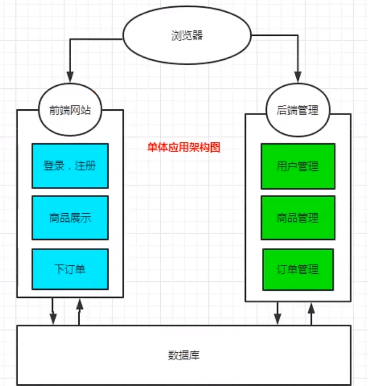 浏览器
前端网站
后端管理
单体应用架构图
登录，注册
用户管理
商品展示
商品管理
下订单
订单管理
数据库